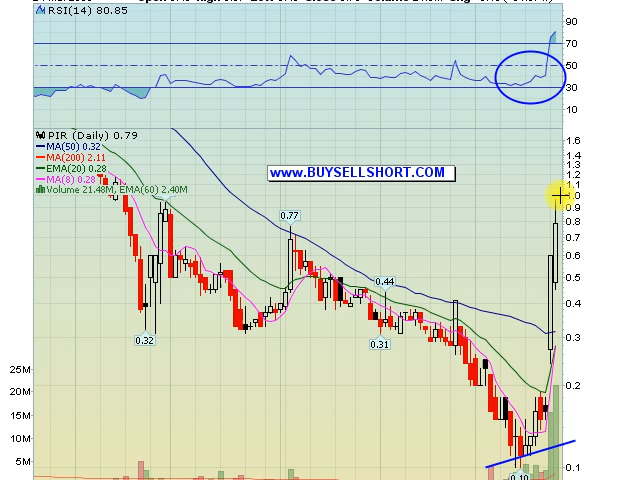 RSI(14) 80.85
90
70
50
30
10
PIR (Daily) 0.79
MA(50) 0.32
MA(200) 2.11
EMA(20) 0.28
MA(8) 0.28
Volume 21.48M, EMA(60) 2.40M
www.BUYSELLSHORT.COM
0.77
0.44
0.32
0.31
0.10
1.6
1.4
1.2
1.1
1.0
0.9
0.8
0.7
0.6
0.5
0.4
0.3
0.2
0.1
25M
20M
15M
10M
5M